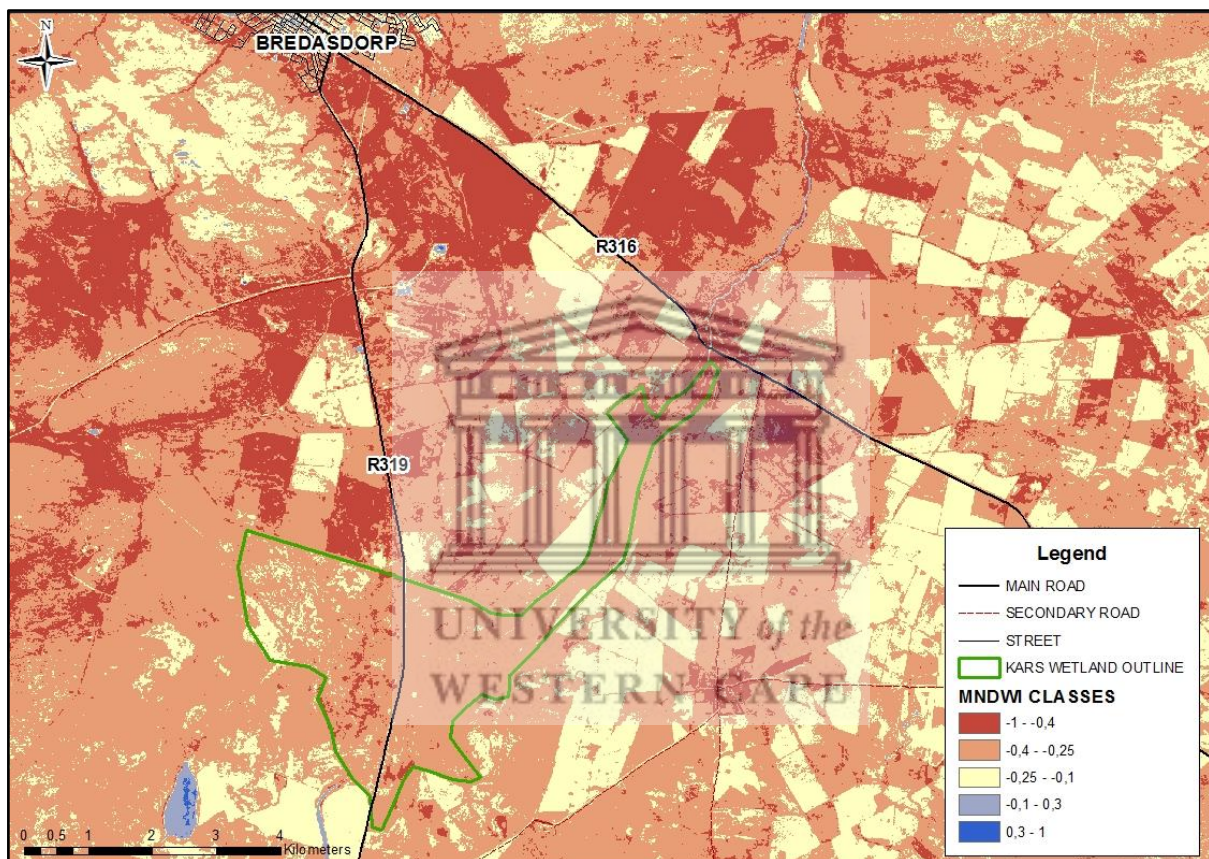 N
BREDASDORP
R316
R319
UNIVERSITY of the
WESTERN CAPE
Legend
MAIN ROAD
SECONDARY ROAD
STREET
KARS WETLAND OUTLINE
MNDWI CLASSES
-1 - -0,4
-0,4 - -0,25
-0,25 - -0,1
-0,1 - 0,3
0,3 - 1
0 0.5 1 2 3 4
Kilometers